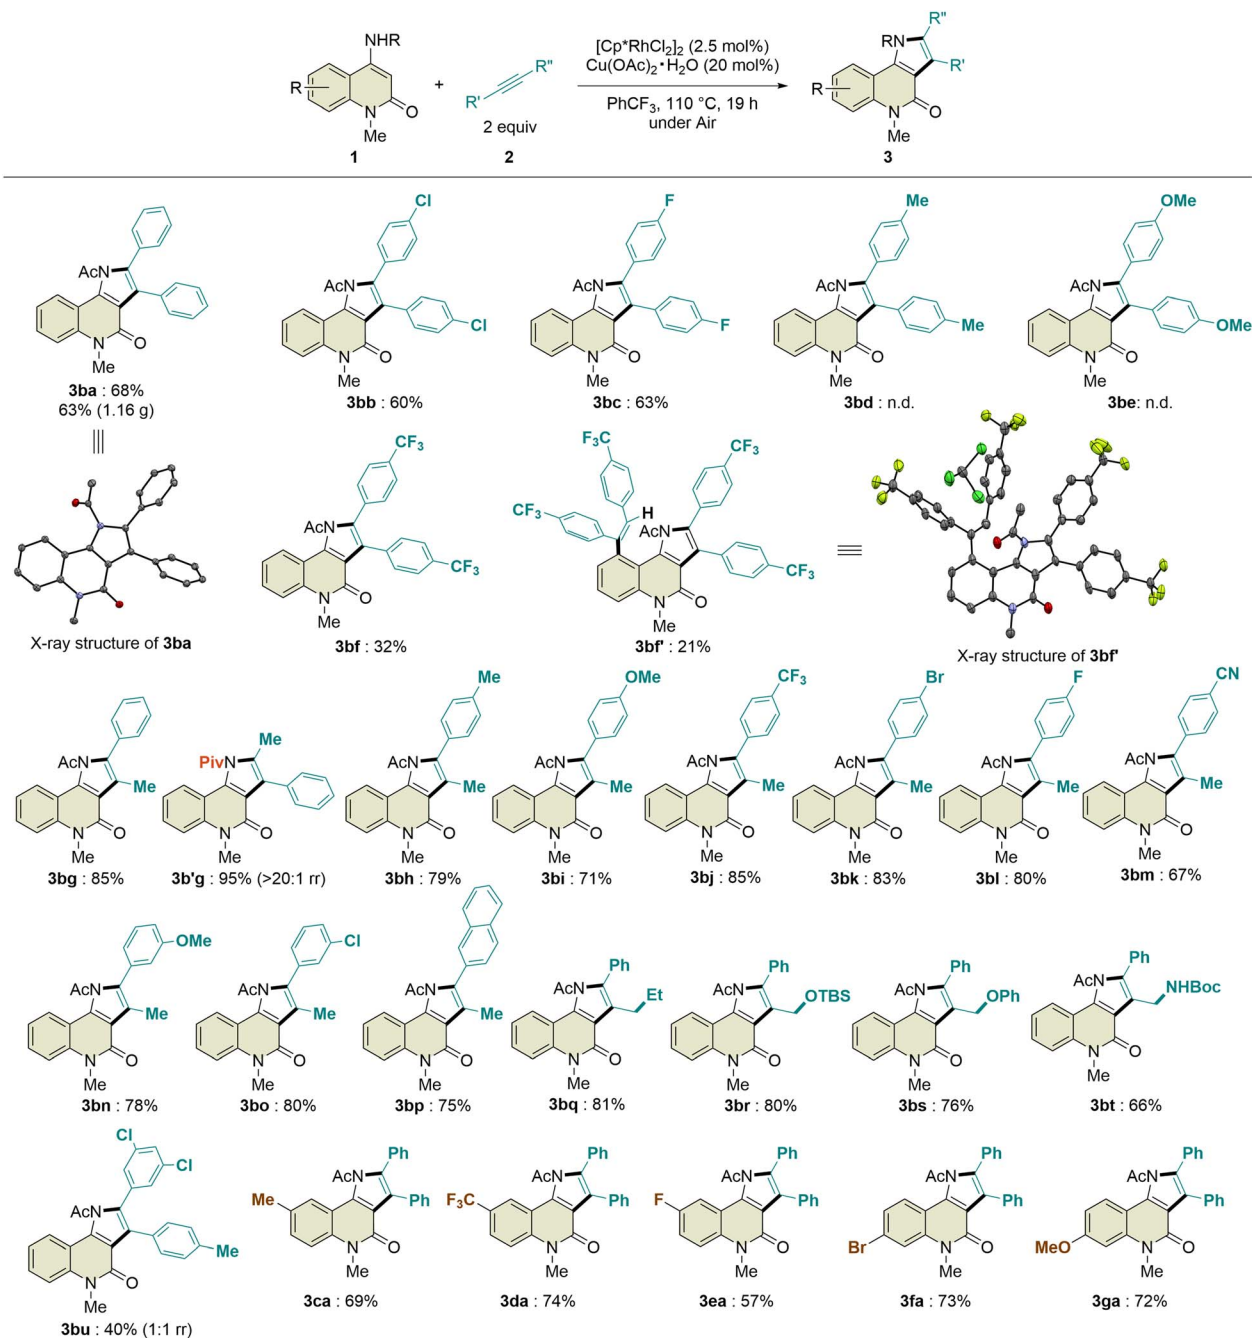 NHR
R
N
O
Me
1
+
R'
R"
2 equiv
2
[Cp*RhCl2]2 (2.5 mol%)
Cu(OAc)2•H2O (20 mol%)
PhCF3, 110 °C, 19 h
under Air
RN
R"
R'
R
N
O
Me
3
AcN
N
O
Me
3ba : 68%
63% (1.16 g)
Cl
AcN
Cl
N
O
Me
3bb : 60%
F
AcN
F
N
O
Me
3bc : 63%
Me
AcN
Me
N
O
Me
3bd : n.d.
OMe
AcN
OMe
N
O
Me
3be: n.d.
X-ray structure of 3ba
CF3
AcN
CF3
N
O
Me
3bf : 32%
F3C
CF3
CF3
H
AcN
CF3
N
O
Me
3bf' : 21%
X-ray structure of 3bf'
AcN
Me
N
O
Me
3bg : 85%
PivN
Me
N
O
Me
3b'g : 95% (>20:1 rr)
Me
AcN
Me
N
O
Me
3bh : 79%
OMe
AcN
Me
N
O
Me
3bi : 71%
CF3
AcN
Me
N
O
Me
3bj : 85%
Br
AcN
Me
N
O
Me
3bk : 83%
F
AcN
Me
N
O
Me
3bl : 80%
CN
AcN
Me
N
O
Me
3bm : 67%
OMe
AcN
Me
N
O
Me
3bn : 78%
Cl
AcN
Me
N
O
Me
3bo : 80%
AcN
Me
N
O
Me
3bp : 75%
Ph
AcN
Et
N
O
Me
3bq : 81%
Ph
AcN
OTBS
N
O
Me
3br : 80%
Ph
AcN
OPh
N
O
Me
3bs : 76%
Ph
AcN
NHBoc
N
O
Me
3bt : 66%
Cl
Cl
AcN
Me
N
O
Me
3bu : 40% (1:1 rr)
Ph
AcN
Ph
Me
N
O
Me
3ca : 69%
Ph
AcN
Ph
F3C
N
O
Me
3da : 74%
Ph
AcN
Ph
F
N
O
Me
3ea : 57%
Ph
AcN
Ph
Br
N
O
Me
3fa : 73%
Ph
AcN
Ph
MeO
N
O
Me
3ga : 72%